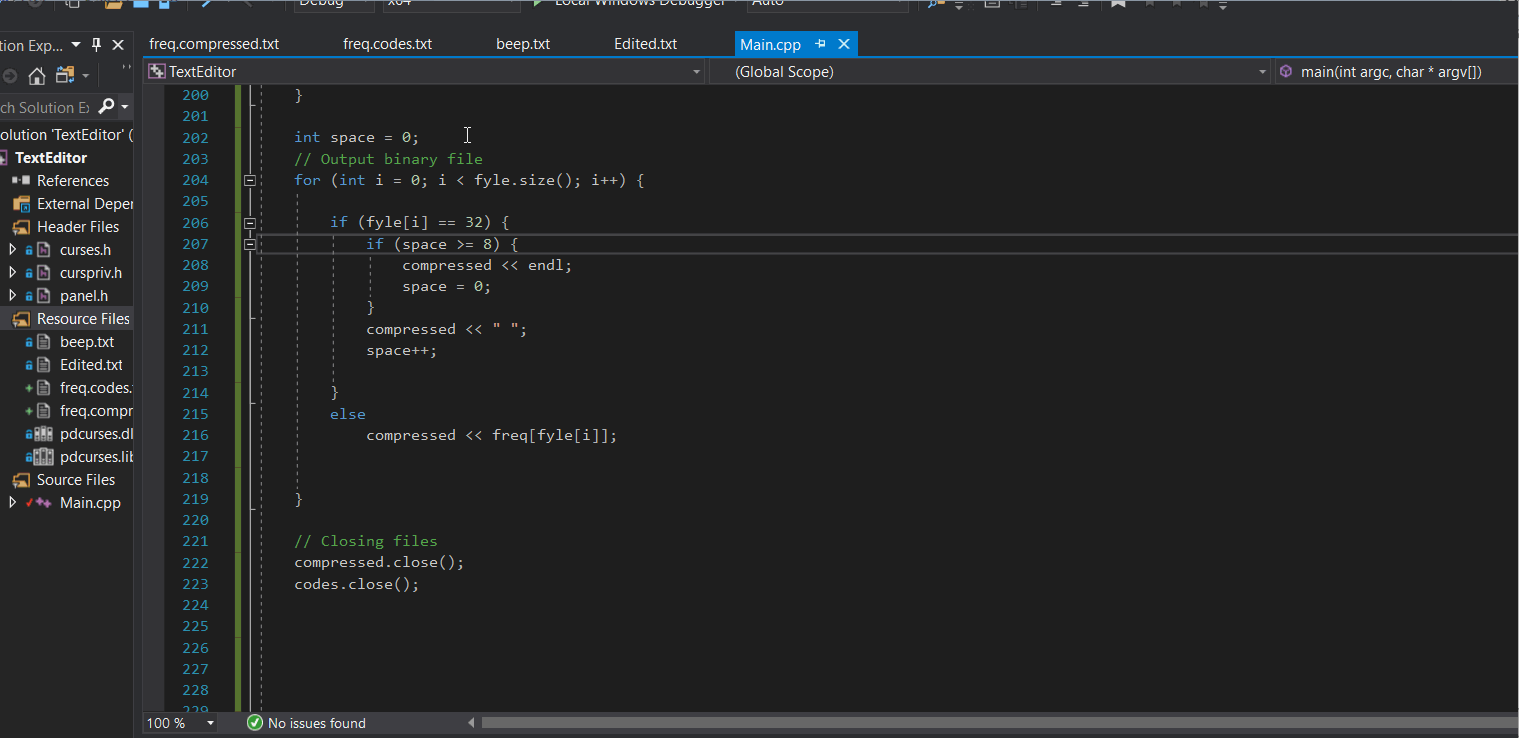 Debug x64 Local Windows Debugger Auto
tion Exp...
freq.compressed.txt freq.codes.txt beep.txt Edited.txt Main.cpp
TextEditor (Global Scope) main(int argc, char * argv[])
ch Solution E
olution 'TextEditor' (
TextEditor
References
External Deper
Header Files
curses.h
curspriv.h
panel.h
Resource Files
beep.txt
Edited.txt
freq.codes.
freq.compr
pdcurses.dl
pdcurses.lib
Source Files
Main.cpp
200 }
201
202 int space = 0;
203 // Output binary file
204 for (int i = 0; i < fyle.size(); i++) {
205
206 if (fyle[i] == 32) {
207 if (space >= 8) {
208 compressed << endl;
209 space = 0;
210 }
211 compressed << " ";
212 space++;
213
214 }
215 else
216 compressed << freq[fyle[i]];
217
218
219 }
220
221 // Closing files
222 compressed.close();
223 codes.close();
224
225
226
227
228
229
100 % No issues found